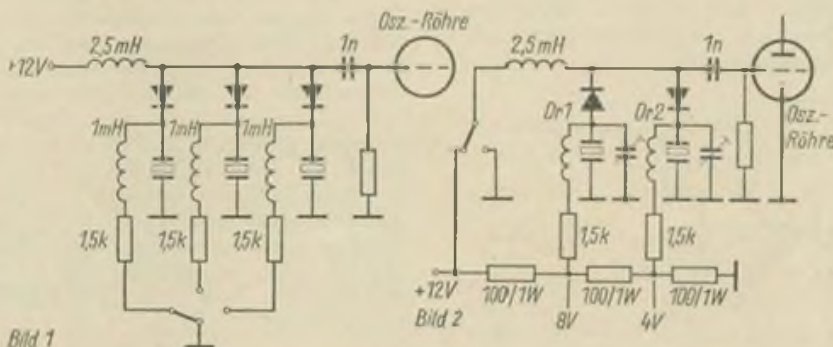 Osz.-Röhre
2,5mH
1n
+12V
1mH 1mH 1mH
1,5k 1,5k 1,5k
Bild 1
2,5mH
1n
Dr1 Dr2
Osz.-
Röhre
1,5k 1,5k
+12V
100/1W 100/1W 100/1W
8V 4V
Bild 2